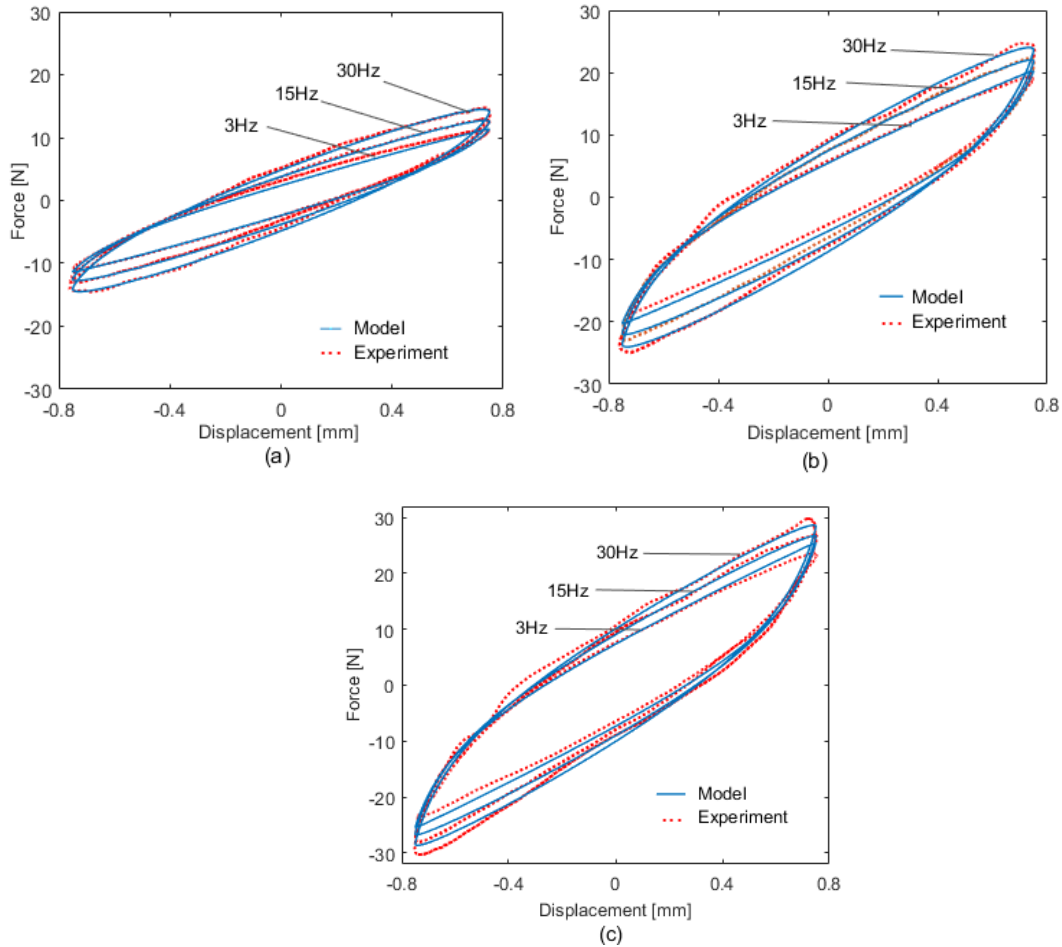 30
20
10
0
-10
-20
-30
Force [N]
30Hz
15Hz
3Hz
Model
Experiment
-0.8
-0.4
0
0.4
0.8
Displacement [mm]
(a)
30
20
10
0
-10
-20
-30
Force [N]
30Hz
15Hz
3Hz
Model
Experiment
-0.8
-0.4
0
0.4
0.8
Displacement [mm]
(b)
30
20
10
0
-10
-20
-30
Force [N]
30Hz
15Hz
3Hz
Model
Experiment
-0.8
-0.4
0
0.4
0.8
Displacement [mm]
(c)